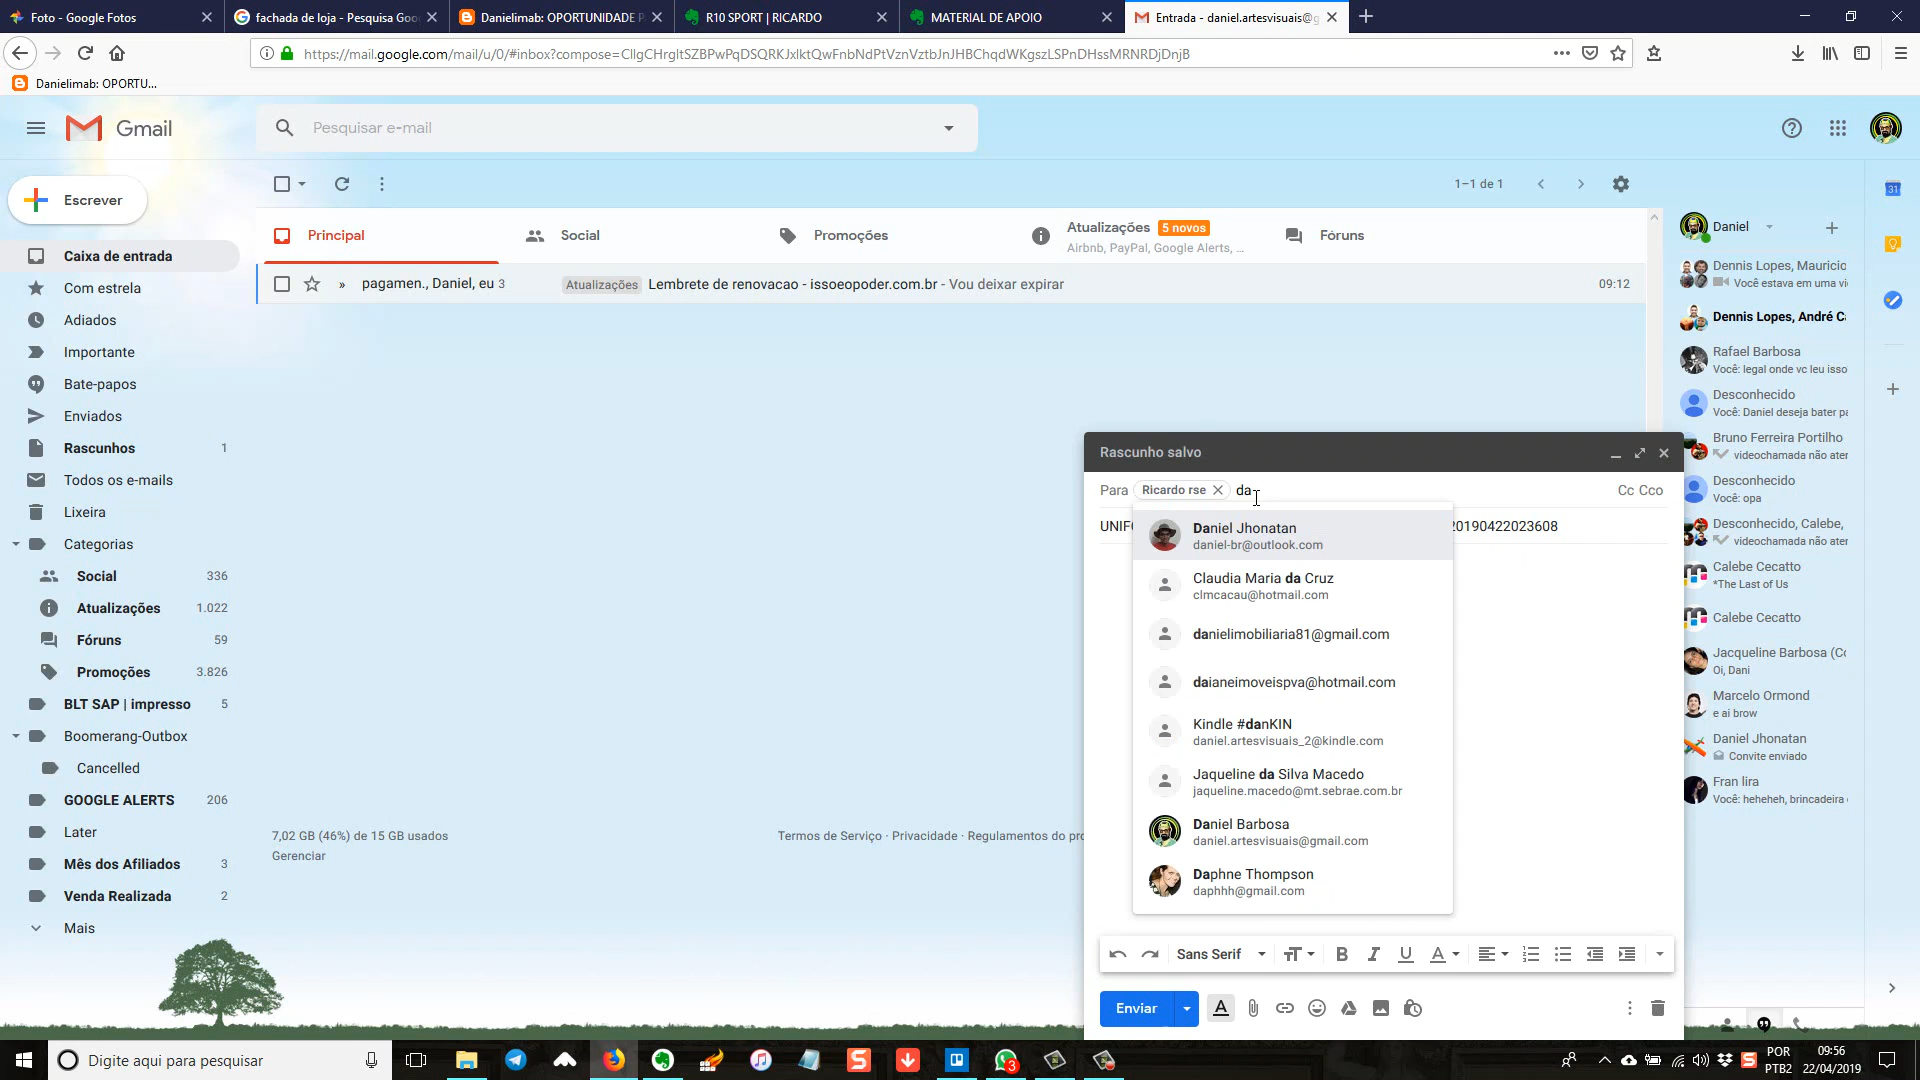 Foto - Google Fotos
fachada de loja - Pesquisa Goo
Danielimab: OPORTUNIDADE P
R10 SPORT | RICARDO
MATERIAL DE APOIO
Entrada - daniel.artesvisuais@g
https://mail.google.com/mail/u/0/#inbox?compose=CllgCHrgltSZBPwPqDSQRKJxlktQwFnbNdPtVznVztbJnJHBChqdWKgszLSPnDHssMRNRDjDnjB
Danielimab: OPORTU...
Gmail
Pesquisar e-mail
Escrever
1–1 de 1
31
Principal
Social
Promoções
Atualizações 5 novos
Airbnb, PayPal, Google Alerts, ...
Fóruns
» pagamen., Daniel, eu 3
Atualizações Lembrete de renovacao - issoepoder.com.br - Vou deixar expirar
09:12
Caixa de entrada
Com estrela
Adiados
Importante
Bate-papos
Enviados
Rascunhos 1
Todos os e-mails
Lixeira
Categorias
Social 336
Atualizações 1.022
Fóruns 59
Promoções 3.826
BLT SAP | impresso 5
Boomerang-Outbox
Cancelled
GOOGLE ALERTS 206
Later
Mês dos Afiliados 3
Venda Realizada 2
Mais
7,02 GB (46%) de 15 GB usados
Gerenciar
Termos de Serviço · Privacidade · Regulamentos do pro
Daniel
Dennis Lopes, Mauricio
Você estava em uma vi
Dennis Lopes, André Ca
Rafael Barbosa
Você: legal onde vc leu isso
Desconhecido
Você: Daniel deseja bater pa
Bruno Ferreira Portilho
videochamada não aten
Desconhecido
Você: opa
Desconhecido, Calebe,
videochamada não aten
Calebe Cecatto
*The Last of Us
Calebe Cecatto
Jacqueline Barbosa (Co
Oi, Dani
Marcelo Ormond
e ai brow
Daniel Jhonatan
Convite enviado
Fran lira
Você: heheheh, brincadeira
Rascunho salvo
Para Ricardo rse da
Cc Cco
UNIF
20190422023608
Daniel Jhonatan
daniel-br@outlook.com
Claudia Maria da Cruz
clmcacau@hotmail.com
danielimobiliaria81@gmail.com
daianeimoveispva@hotmail.com
Kindle #danKIN
daniel.artesvisuais_2@kindle.com
Jaqueline da Silva Macedo
jaqueline.macedo@mt.sebrae.com.br
Daniel Barbosa
daniel.artesvisuais@gmail.com
Daphne Thompson
daphhh@gmail.com
Sans Serif
Enviar
Digite aqui para pesquisar
3
POR
PTB2
09:56
22/04/2019